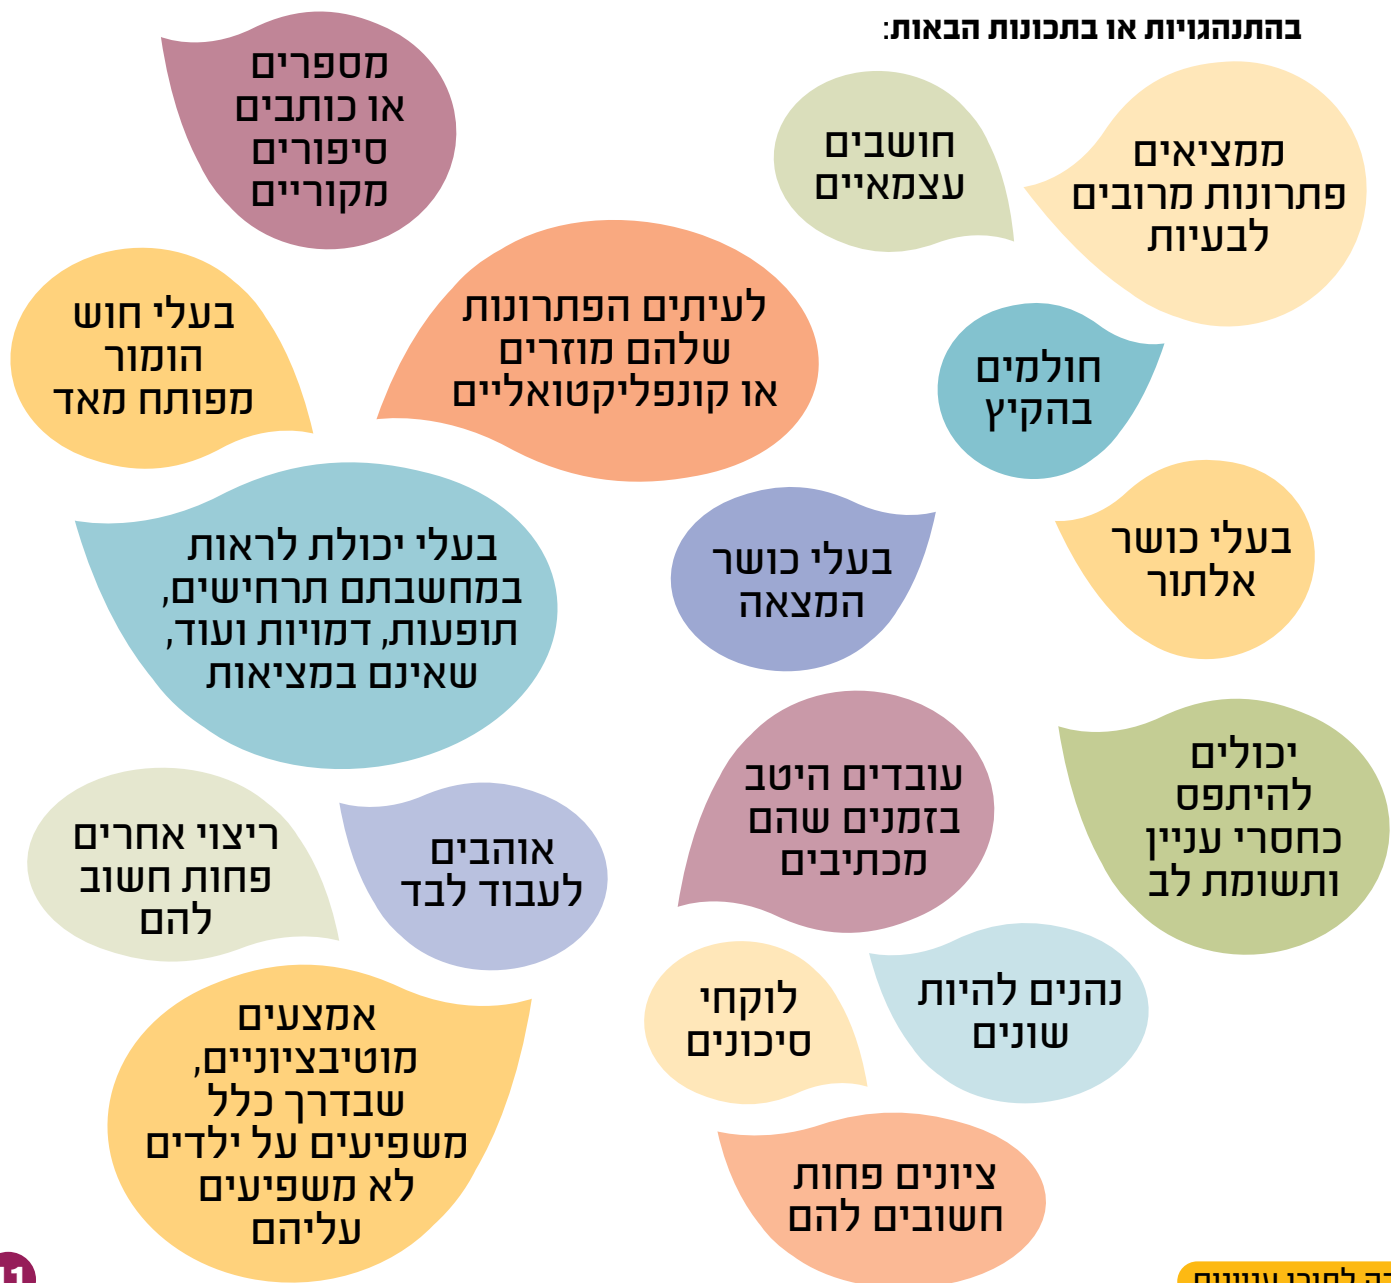 בהתנהגויות או בתכונות הבאות:
ממציאים
פתרונות מרובים
לבעיות
חושבים
עצמאיים
מספרים
או כותבים
סיפורים
מקוריים
חולמים
בהקיץ
לעיתים הפתרונות
שלהם מוזרים
או קונפליקטואליים
בעלי חוש
הומור
מפותח מאד
בעלי כושר
אלתור
בעלי כושר
המצאה
בעלי יכולת לראות
במחשבתם תרחישים,
תופעות, דמויות ועוד,
שאינם במציאות
יכולים
להיתפס
כחסרי עניין
ותשומת לב
עובדים היטב
בזמנים שהם
מכתיבים
אוהבים
לעבוד לבד
ריצוי אחרים
פחות חשוב
להם
נהנים להיות
שונים
לוקחי
סיכונים
אמצעים
מוטיבציוניים,
שבדרך כלל
משפיעים על ילדים
לא משפיעים
עליהם
ציונים פחות
חשובים להם
11